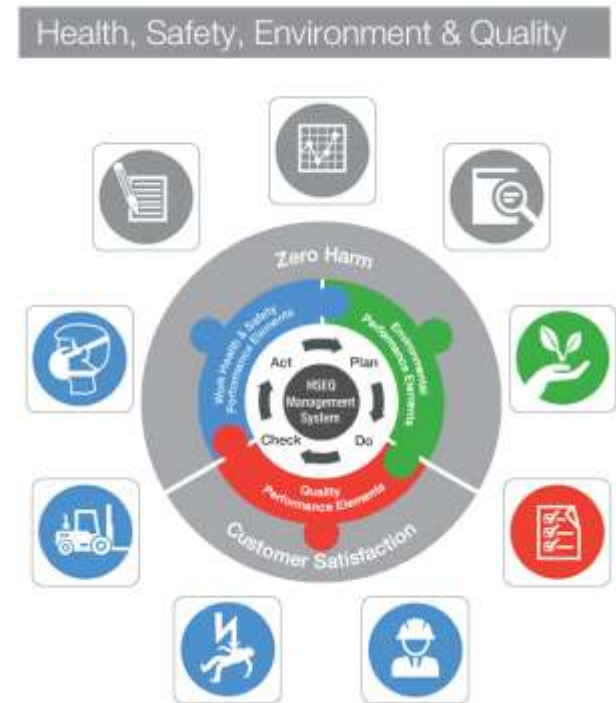 Health, Safety, Environment & Quality
Zero Harm
Work Health & Safety
Performance Elements
Environmental
Performance Elements
Act
Plan
HSEQ
Management
System
Check
Do
Quality
Performance Elements
Customer Satisfaction